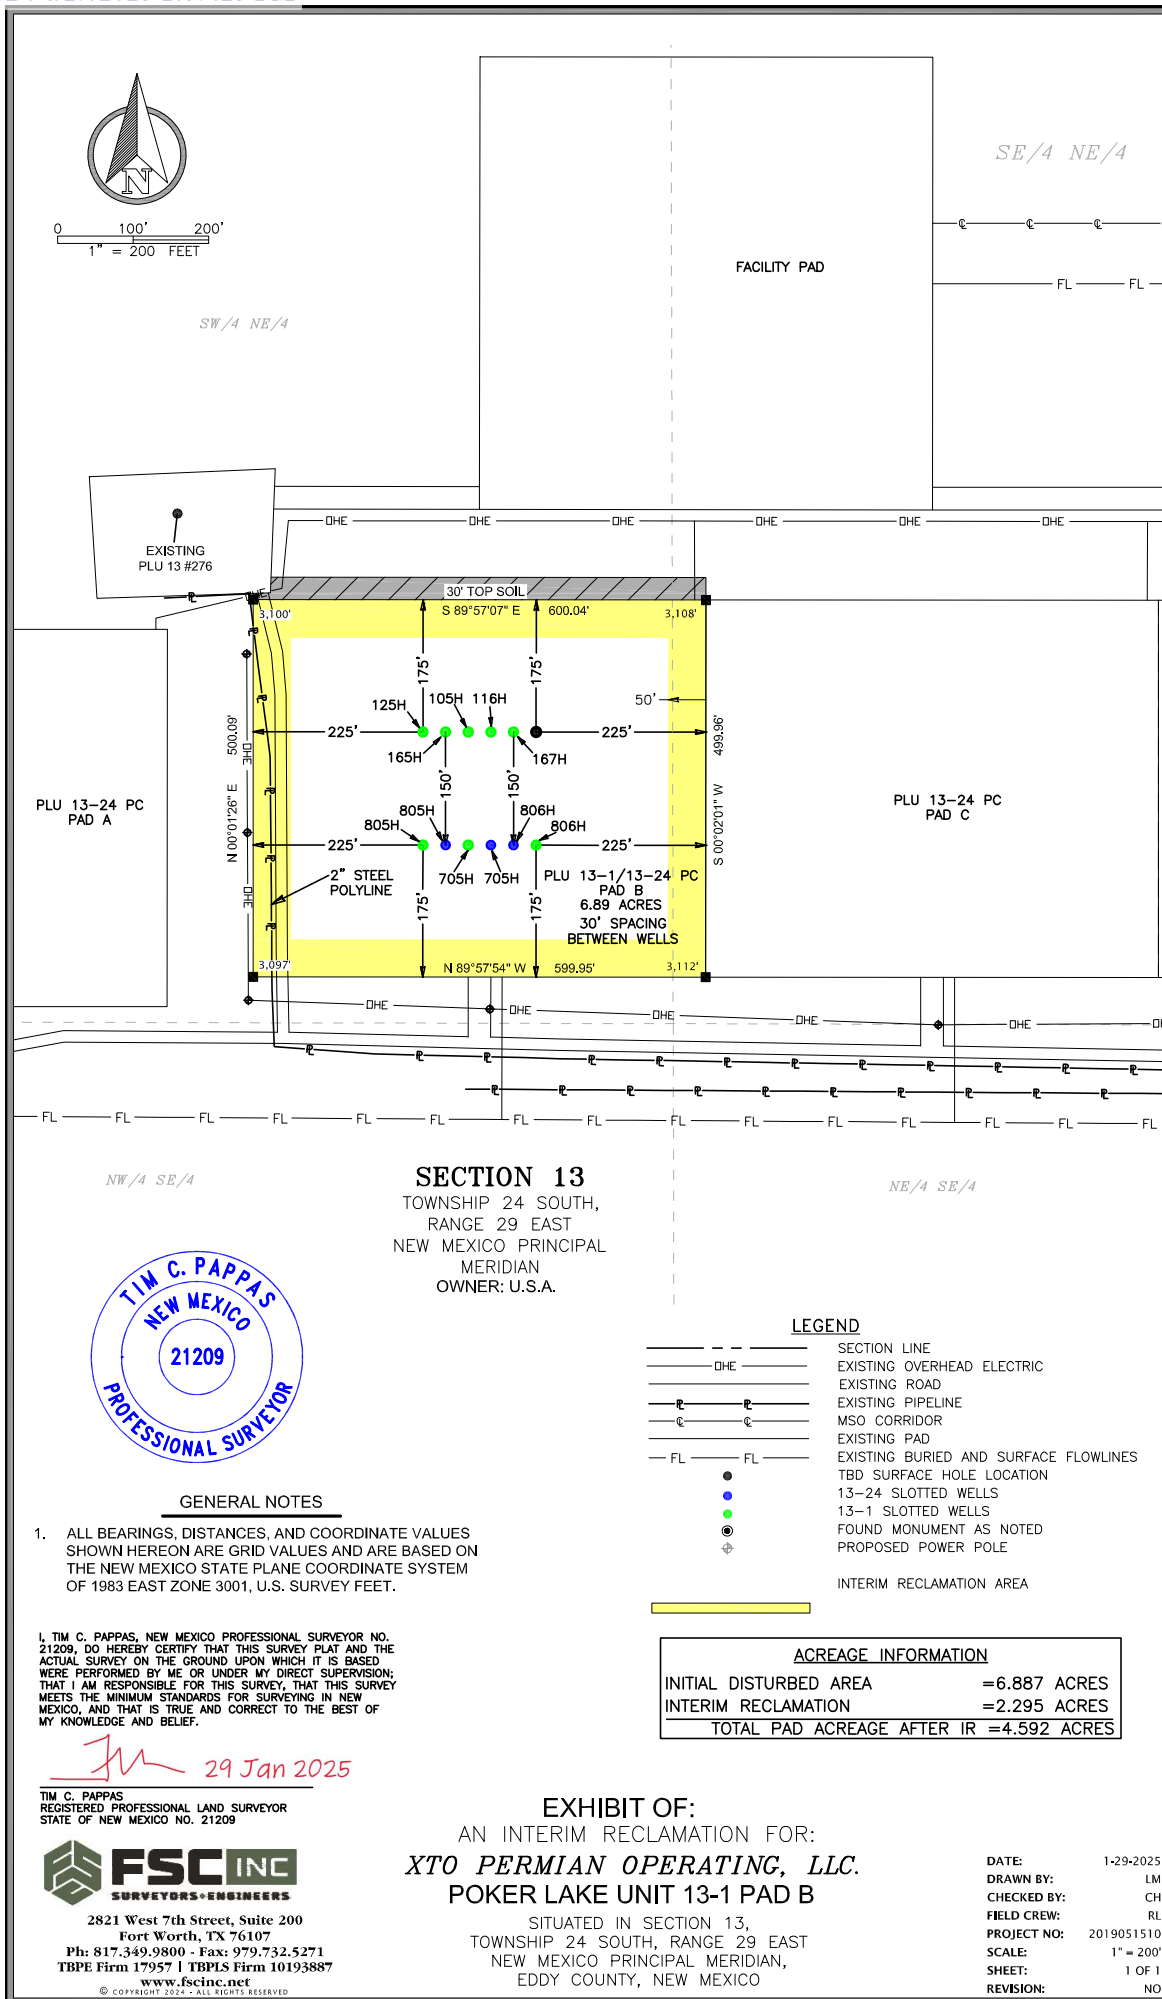 N
0 100' 200'
1" = 200 FEET
SE/4 NE/4
FACILITY PAD
℄ ℄ ℄
FL FL
SW/4 NE/4
EXISTING
PLU 13 #276
OHE OHE OHE OHE OHE OHE
OHE
30' TOP SOIL
S 89°57'07" E 600.04'
3,100'
3,108'
175' 175'
50'
125H 105H 116H
225' 225'
165H 167H
150' 150'
N 00°01'26" E 500.09'
S 00°02'01" W 499.96'
OHE
OHE
PLU 13-24 PC
PAD A
PLU 13-24 PC
PAD C
805H 806H
805H 806H
225' 225'
705H 705H
2" STEEL
POLYLINE
PLU 13-1/13-24 PC
PAD B
6.89 ACRES
30' SPACING
BETWEEN WELLS
175' 175'
3,097'
N 89°57'54" W 599.95'
3,112'
OHE OHE OHE OHE OHE
FL FL FL FL FL FL FL FL FL FL FL FL FL FL FL
NW/4 SE/4
NE/4 SE/4
SECTION 13
TOWNSHIP 24 SOUTH,
RANGE 29 EAST
NEW MEXICO PRINCIPAL
MERIDIAN
OWNER: U.S.A.
TIM C. PAPPAS
NEW MEXICO
21209
PROFESSIONAL SURVEYOR
LEGEND
SECTION LINE
OHE EXISTING OVERHEAD ELECTRIC
EXISTING ROAD
EXISTING PIPELINE
℄ ℄ MSO CORRIDOR
EXISTING PAD
FL FL EXISTING BURIED AND SURFACE FLOWLINES
TBD SURFACE HOLE LOCATION
13-24 SLOTTED WELLS
13-1 SLOTTED WELLS
FOUND MONUMENT AS NOTED
PROPOSED POWER POLE
INTERIM RECLAMATION AREA
GENERAL NOTES
1. ALL BEARINGS, DISTANCES, AND COORDINATE VALUES
SHOWN HEREON ARE GRID VALUES AND ARE BASED ON
THE NEW MEXICO STATE PLANE COORDINATE SYSTEM
OF 1983 EAST ZONE 3001, U.S. SURVEY FEET.
I, TIM C. PAPPAS, NEW MEXICO PROFESSIONAL SURVEYOR NO.
21209, DO HEREBY CERTIFY THAT THIS SURVEY PLAT AND THE
ACTUAL SURVEY ON THE GROUND UPON WHICH IT IS BASED
WERE PERFORMED BY ME OR UNDER MY DIRECT SUPERVISION;
THAT I AM RESPONSIBLE FOR THIS SURVEY, THAT THIS SURVEY
MEETS THE MINIMUM STANDARDS FOR SURVEYING IN NEW
MEXICO, AND THAT IS TRUE AND CORRECT TO THE BEST OF
MY KNOWLEDGE AND BELIEF.
29 Jan 2025
TIM C. PAPPAS
REGISTERED PROFESSIONAL LAND SURVEYOR
STATE OF NEW MEXICO NO. 21209
ACREAGE INFORMATION
INITIAL DISTURBED AREA =6.887 ACRES
INTERIM RECLAMATION =2.295 ACRES
TOTAL PAD ACREAGE AFTER IR =4.592 ACRES
FSC INC
SURVEYORS+ENGINEERS
2821 West 7th Street, Suite 200
Fort Worth, TX 76107
Ph: 817.349.9800 - Fax: 979.732.5271
TBPE Firm 17957 | TBPLS Firm 10193887
www.fscinc.net
© COPYRIGHT 2024 - ALL RIGHTS RESERVED
EXHIBIT OF:
AN INTERIM RECLAMATION FOR:
XTO PERMIAN OPERATING, LLC.
POKER LAKE UNIT 13-1 PAD B
SITUATED IN SECTION 13,
TOWNSHIP 24 SOUTH, RANGE 29 EAST
NEW MEXICO PRINCIPAL MERIDIAN,
EDDY COUNTY, NEW MEXICO
DATE: 1-29-2025
DRAWN BY: LM
CHECKED BY: CH
FIELD CREW: RL
PROJECT NO: 2019051510
SCALE: 1" = 200'
SHEET: 1 OF 1
REVISION: NO